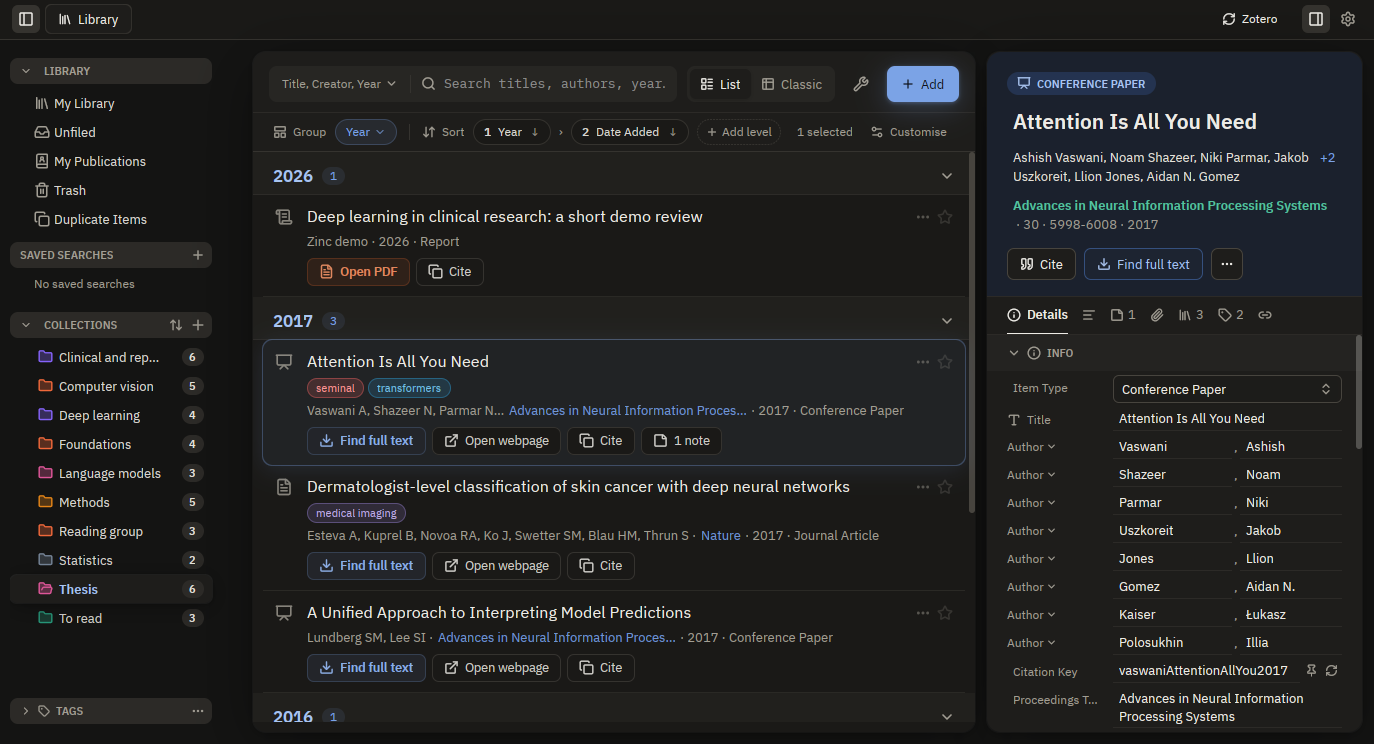 Library
Zotero
LIBRARY
My Library
Unfiled
My Publications
Trash
Duplicate Items
SAVED SEARCHES
No saved searches
COLLECTIONS
Clinical and rep... 6
Computer vision 5
Deep learning 4
Foundations 4
Language models 3
Methods 5
Reading group 3
Statistics 2
Thesis 6
To read 3
TAGS
Title, Creator, Year
Search titles, authors, year.
List
Classic
Add
Group Year Sort 1 Year ↓ › 2 Date Added ↓ + Add level 1 selected Customise
2026 1
Deep learning in clinical research: a short demo review
Zinc demo · 2026 · Report
Open PDF
Cite
2017 3
Attention Is All You Need
seminal transformers
Vaswani A, Shazeer N, Parmar N... Advances in Neural Information Proces... · 2017 · Conference Paper
Find full text
Open webpage
Cite
1 note
Dermatologist-level classification of skin cancer with deep neural networks
medical imaging
Esteva A, Kuprel B, Novoa RA, Ko J, Swetter SM, Blau HM, Thrun S · Nature · 2017 · Journal Article
Find full text
Open webpage
Cite
A Unified Approach to Interpreting Model Predictions
Lundberg SM, Lee SI · Advances in Neural Information Proces... · 2017 · Conference Paper
Find full text
Open webpage
Cite
2016 1
CONFERENCE PAPER
Attention Is All You Need
Ashish Vaswani, Noam Shazeer, Niki Parmar, Jakob +2
Uszkoreit, Llion Jones, Aidan N. Gomez
Advances in Neural Information Processing Systems
· 30 · 5998-6008 · 2017
Cite
Find full text
Details 1 3 2
INFO
Item Type Conference Paper
Title Attention Is All You Need
Author Vaswani , Ashish
Author Shazeer , Noam
Author Parmar , Niki
Author Uszkoreit , Jakob
Author Jones , Llion
Author Gomez , Aidan N.
Author Kaiser , Łukasz
Author Polosukhin , Illia
Citation Key vaswaniAttentionAllYou2017
Proceedings T... Advances in Neural Information
Processing Systems